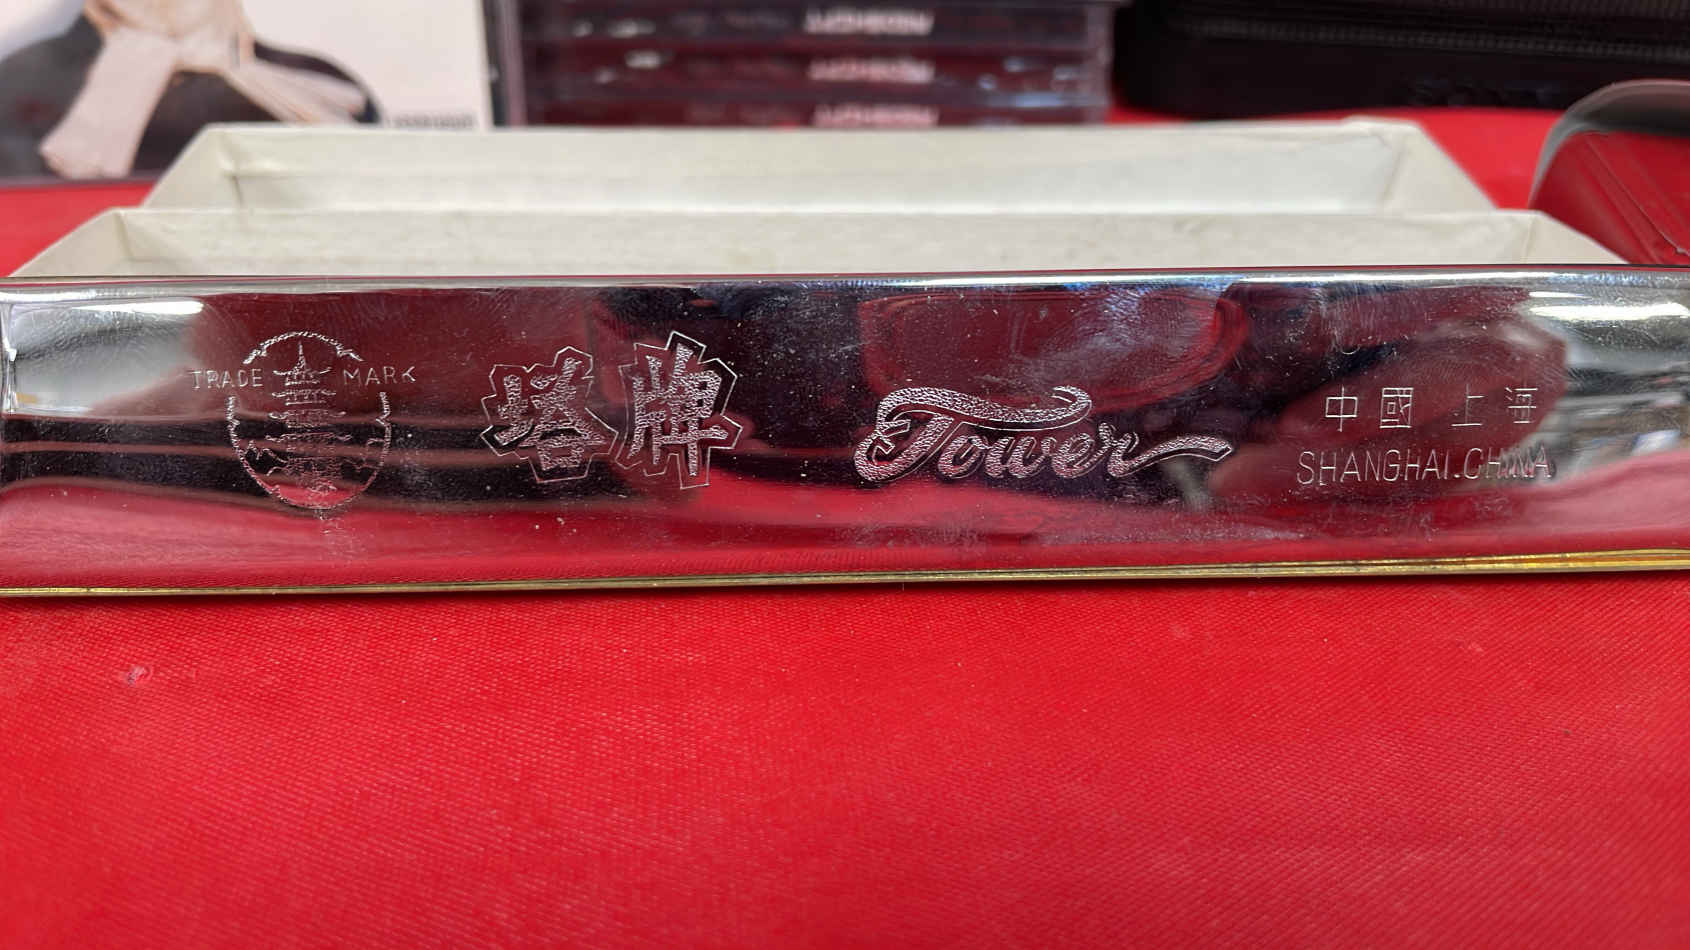 TRADE MARK
塔牌
Tower
中國 上海
SHANGHAI.CHINA